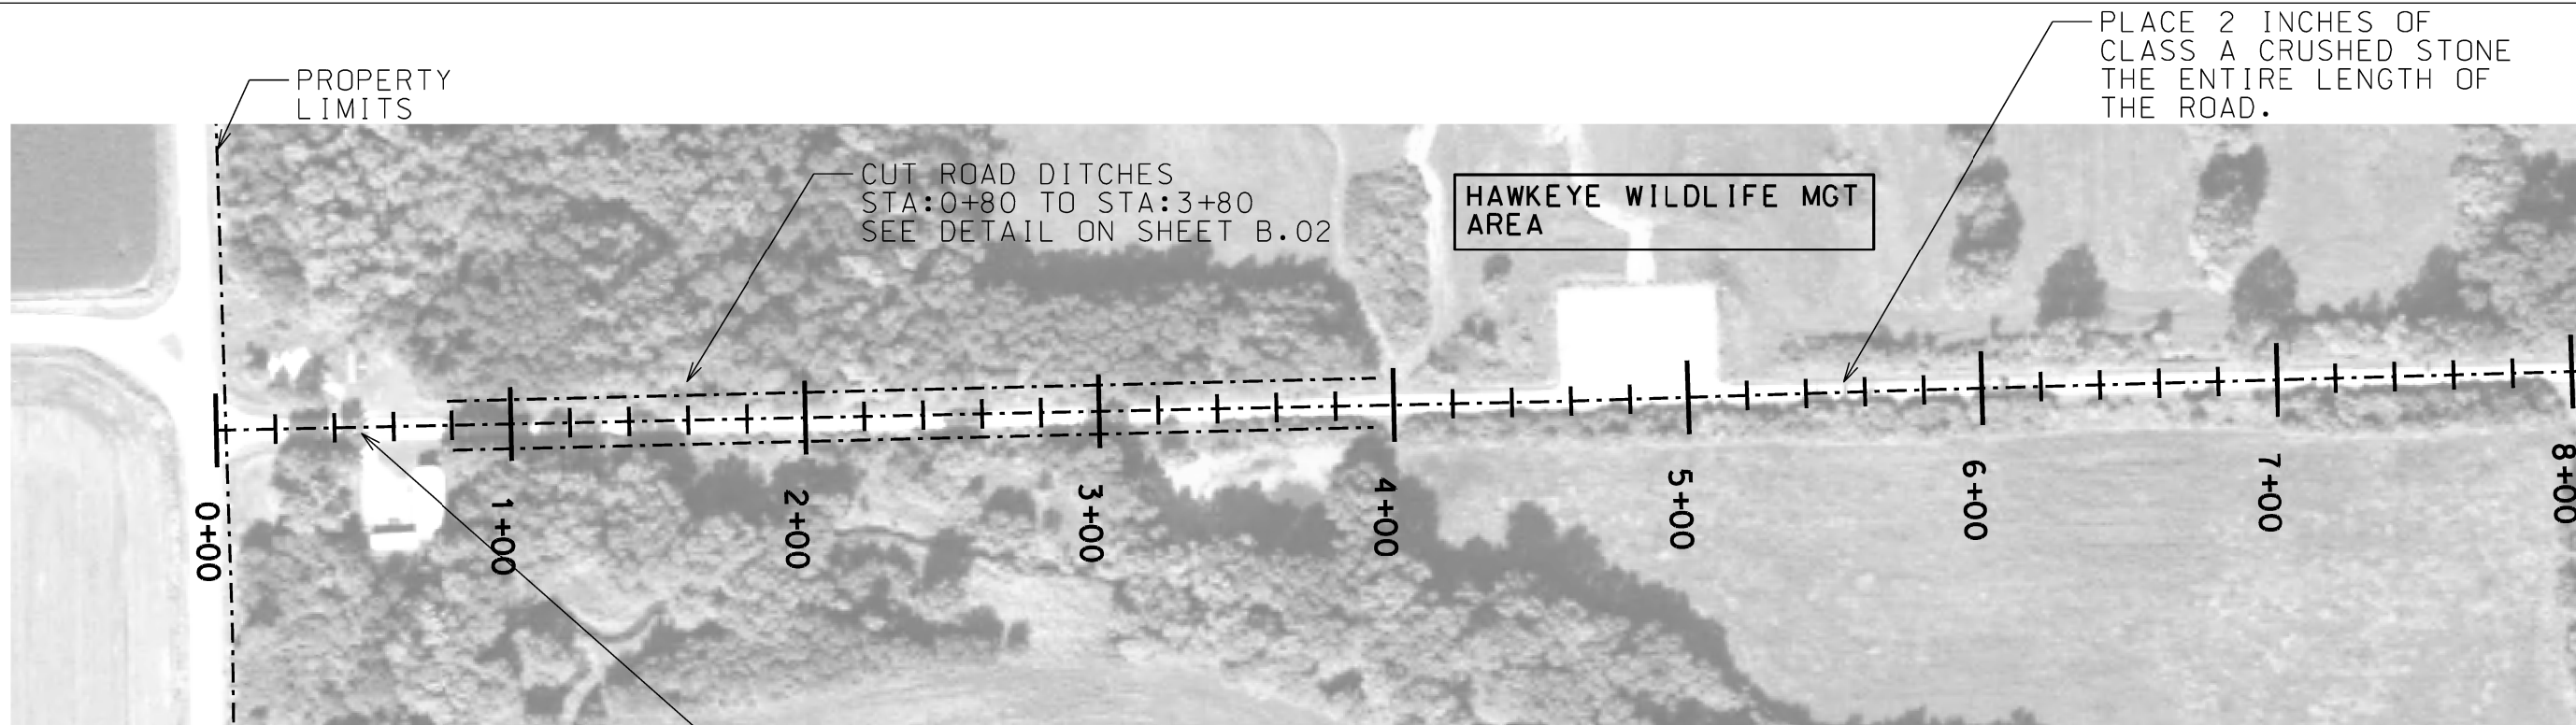 PLACE 2 INCHES OF
CLASS A CRUSHED STONE
THE ENTIRE LENGTH OF
THE ROAD.
PROPERTY
LIMITS
CUT ROAD DITCHES
STA:0+80 TO STA:3+80
SEE DETAIL ON SHEET B.02
HAWKEYE WILDLIFE MGT
AREA
0+00
1+00
2+00
3+00
4+00
5+00
6+00
7+00
8+00